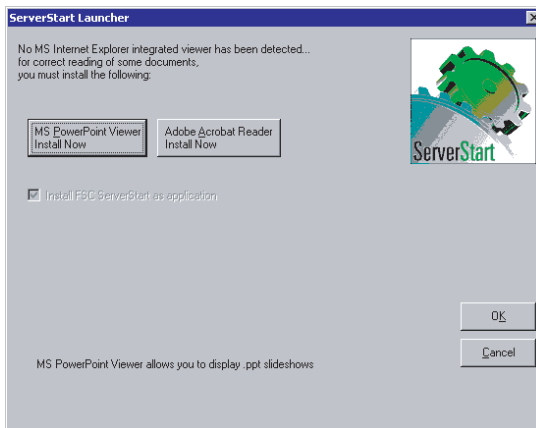 ServerStart Launcher
No MS Internet Explorer integrated viewer has been detected...
for correct reading of some documents,
you must install the following:
MS PowerPoint Viewer
Install Now
Adobe Acrobat Reader
Install Now
ServerStart
Install FSC ServerStart as application
OK
Cancel
MS PowerPoint Viewer allows you to display .ppt slideshows